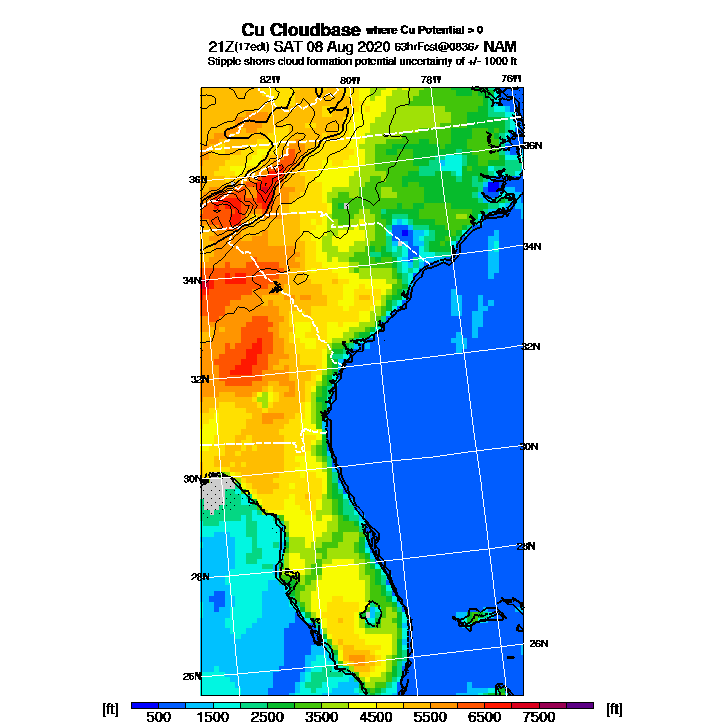 Cu Cloudbase where Cu Potential > 0
21Z(17edt) SAT 08 Aug 2020 63hrFcst@0836z NAM
Stipple shows cloud formation potential uncertainty of +/- 1000 ft
82W 80W 78W 76W
36N
36N
34N
34N
32N
32N
30N
30N
28N
28N
26N
26N
[ft] 500 1500 2500 3500 4500 5500 6500 7500 [ft]